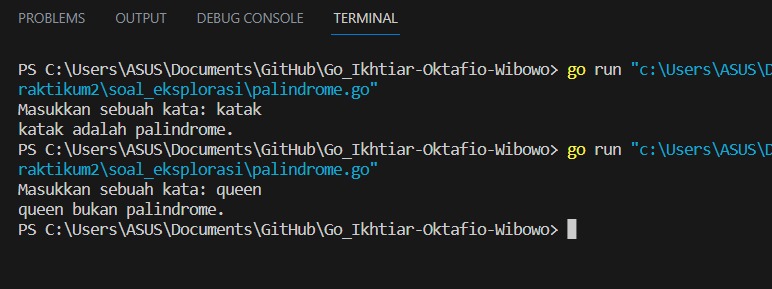 PROBLEMS OUTPUT DEBUG CONSOLE TERMINAL
PS C:\Users\ASUS\Documents\GitHub\Go_Ikhtiar-Oktafio-Wibowo> go run "c:\Users\ASUS\D
raktikum2\soal_eksplorasi\palindrome.go"
Masukkan sebuah kata: katak
katak adalah palindrome.
PS C:\Users\ASUS\Documents\GitHub\Go_Ikhtiar-Oktafio-Wibowo> go run "c:\Users\ASUS\D
raktikum2\soal_eksplorasi\palindrome.go"
Masukkan sebuah kata: queen
queen bukan palindrome.
PS C:\Users\ASUS\Documents\GitHub\Go_Ikhtiar-Oktafio-Wibowo>